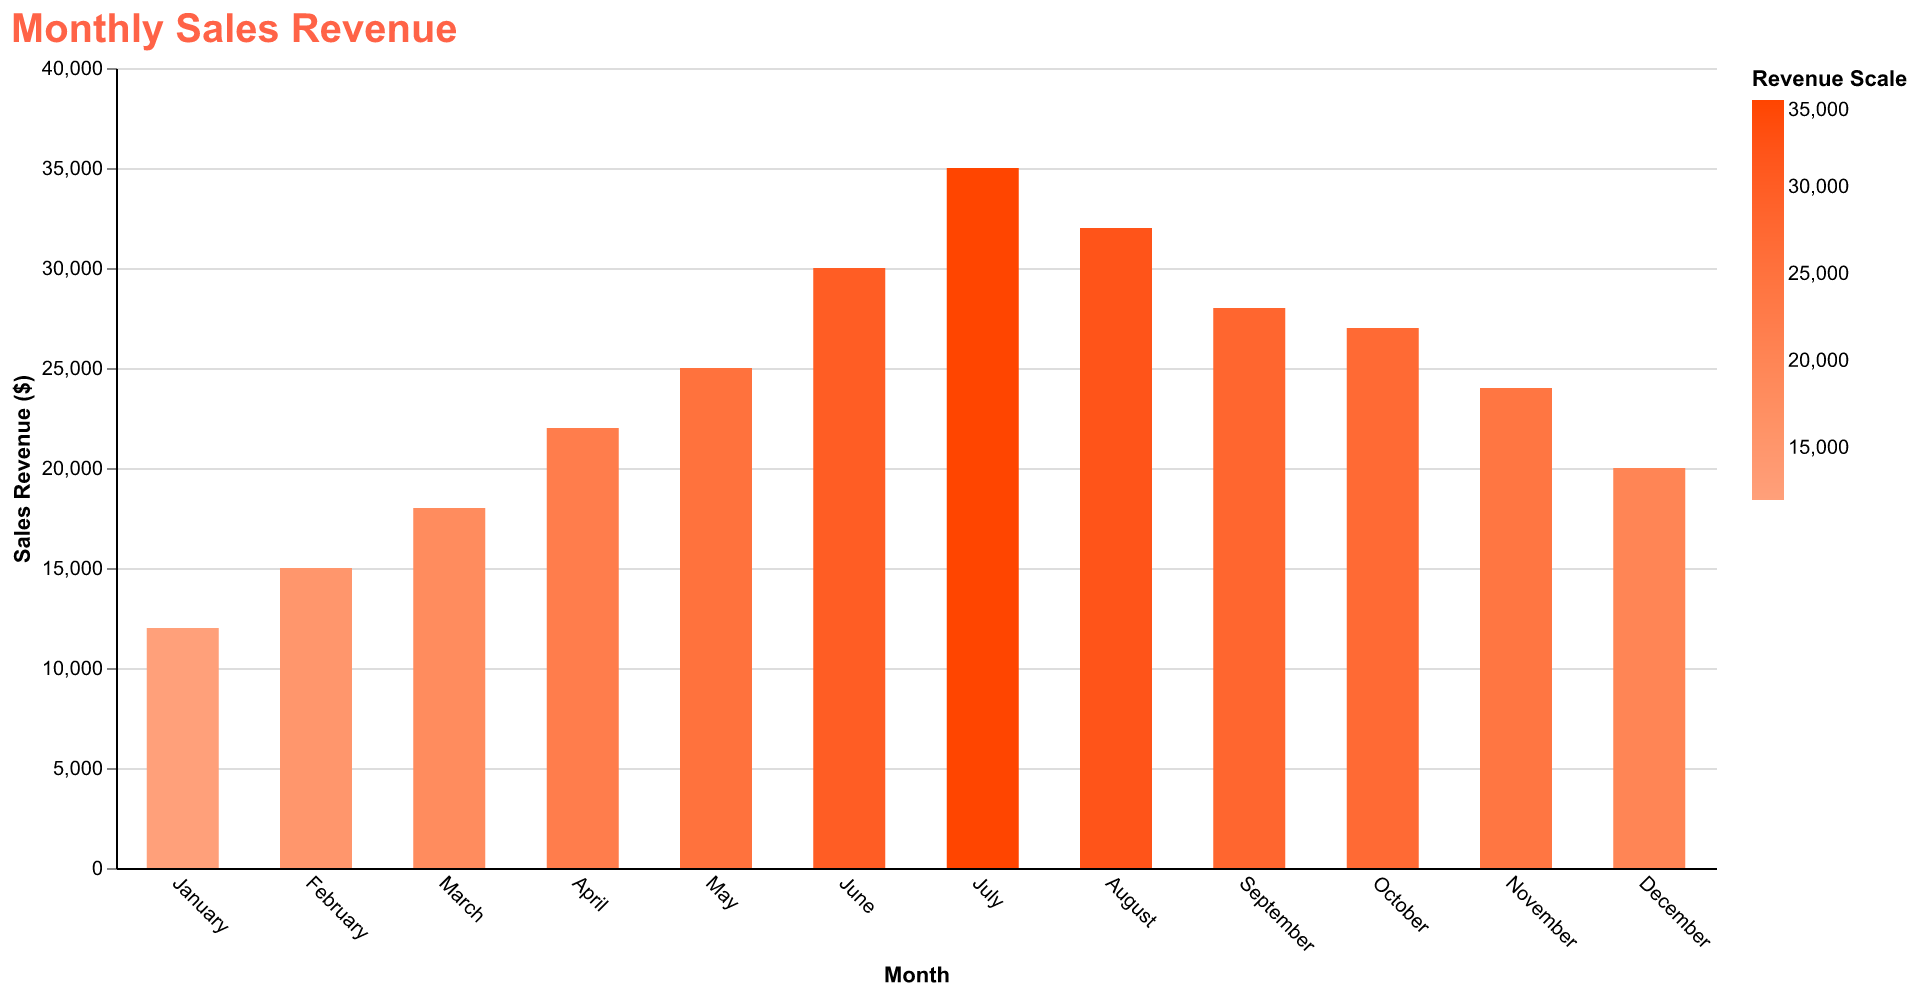 Monthly Sales Revenue
40,000
35,000
30,000
25,000
20,000
15,000
10,000
5,000
0
Sales Revenue ($)
January
February
March
April
May
June
July
August
September
October
November
December
Month
Revenue Scale
35,000
30,000
25,000
20,000
15,000